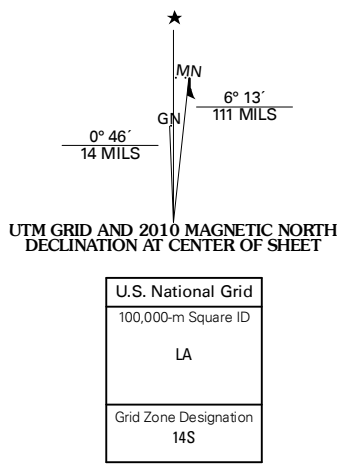 MN
GN
6° 13´
111 MILS
0° 46´
14 MILS
UTM GRID AND 2010 MAGNETIC NORTH
DECLINATION AT CENTER OF SHEET
U.S. National Grid
100,000-m Square ID
LA
Grid Zone Designation
14S